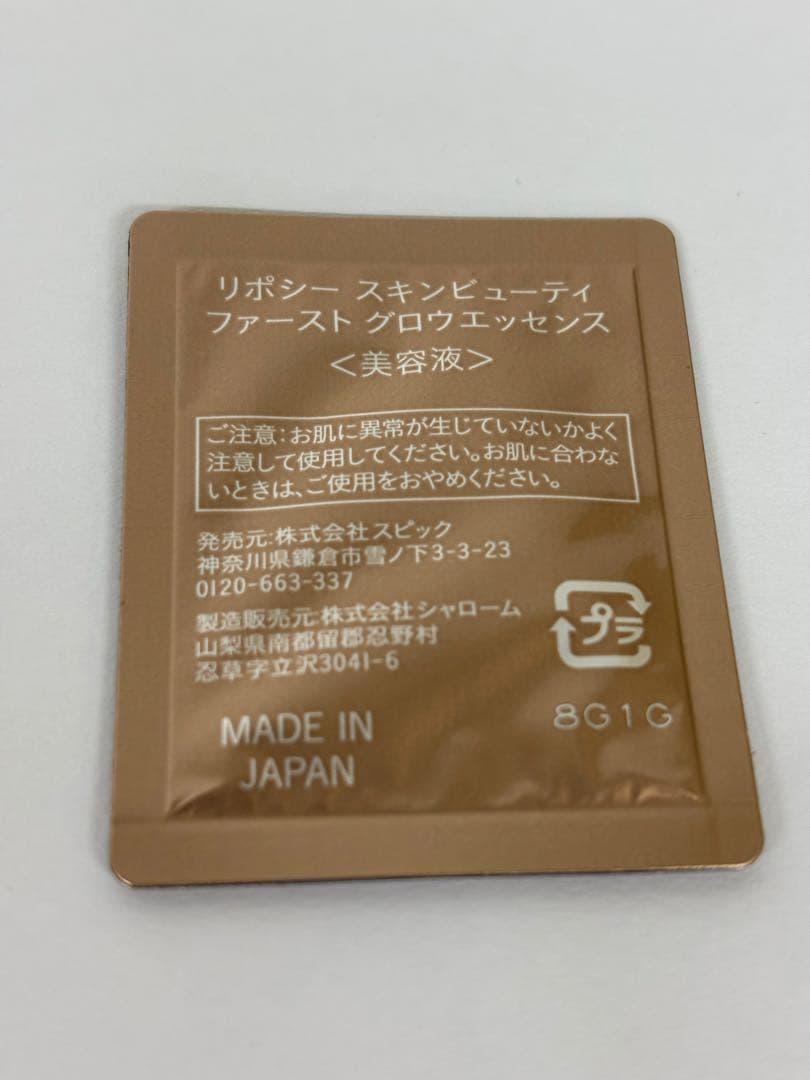 リポシー スキンビューティ
ファースト グロウエッセンス
＜美容液＞
ご注意:お肌に異常が生じていないかよく
注意して使用してください。お肌に合わな
いときは、ご使用をおやめください。
発売元:株式会社スピック
神奈川県鎌倉市雪ノ下3-3-23
0120-663-337
製造販売元:株式会社シャローム
山梨県南都留郡忍野村
忍草字立沢3041-6
プラ
MADE IN
JAPAN
8G1G